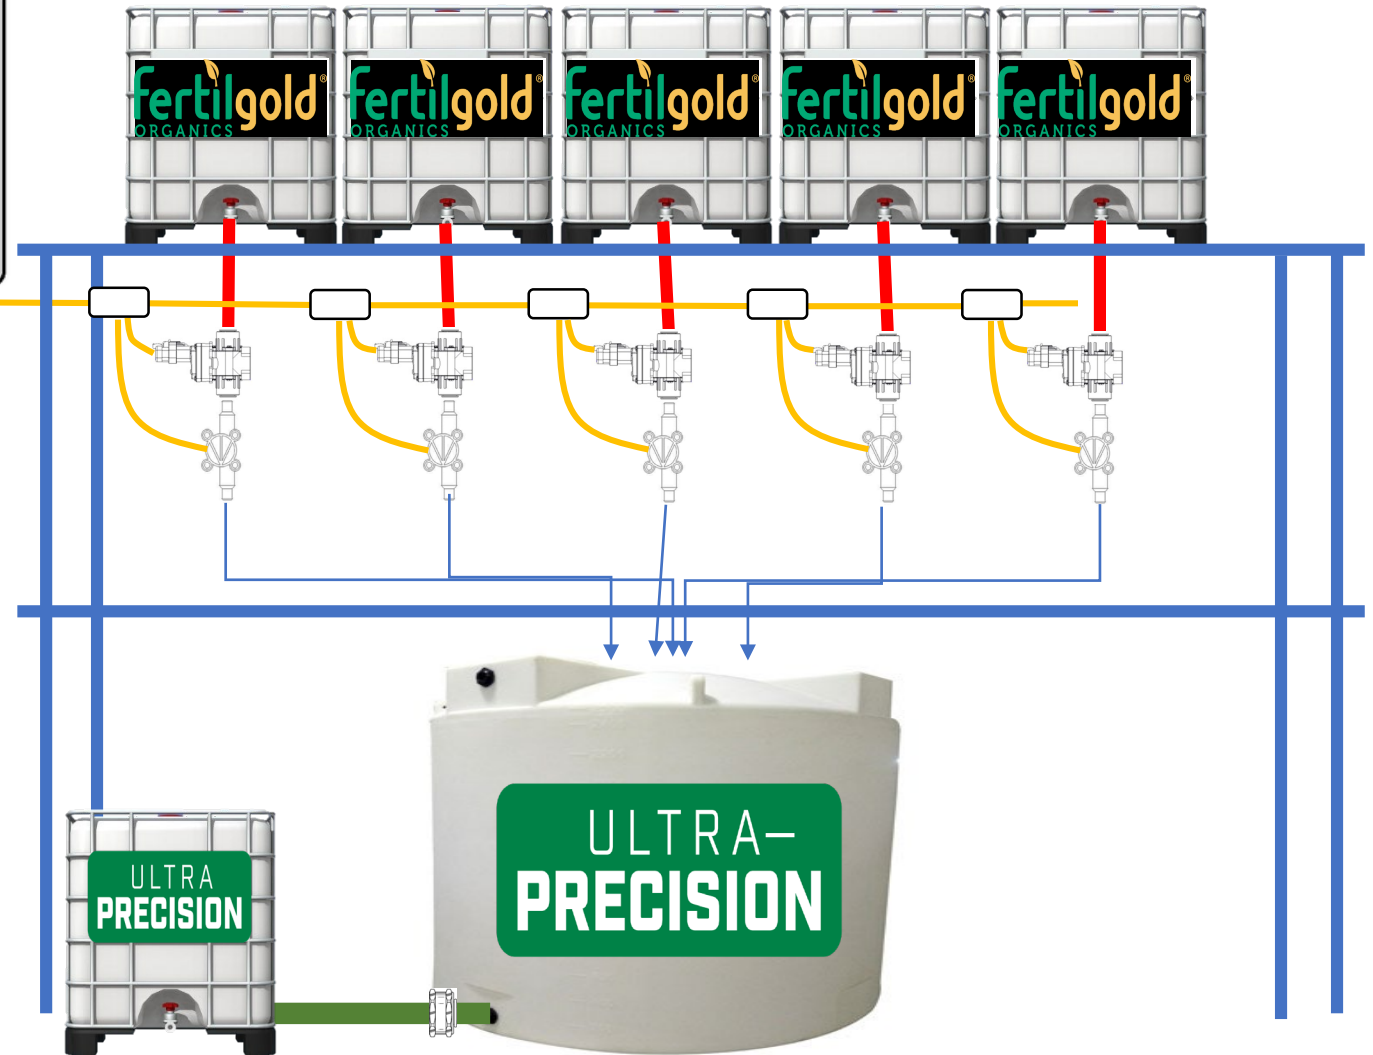 fertilgold®
ORGANICS
fertilgold®
ORGANICS
fertilgold®
ORGANICS
fertilgold®
ORGANICS
fertilgold®
ORGANICS
ULTRA–
PRECISION
ULTRA
PRECISION